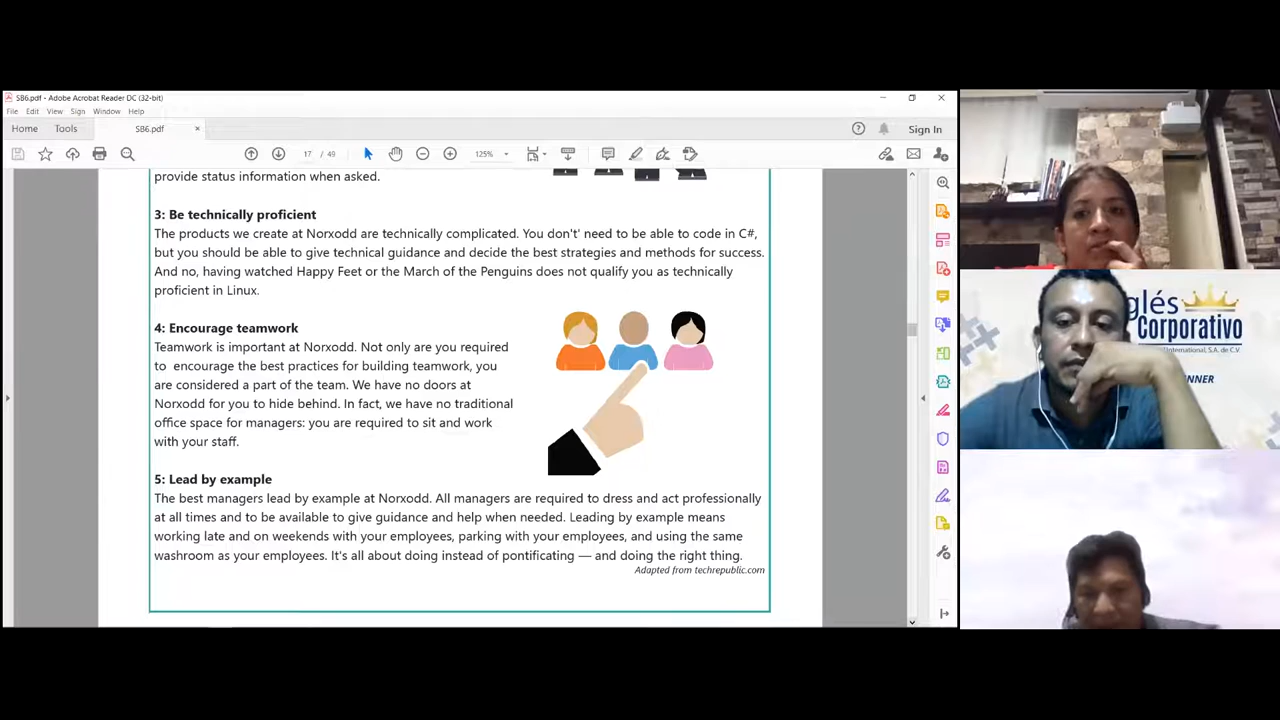 SB6.pdf - Adobe Acrobat Reader DC (32-bit)
File Edit View Sign Window Help
Home Tools SB6.pdf × Sign In
17 / 49 125%
provide status information when asked.
3: Be technically proficient
The products we create at Norxodd are technically complicated. You don't' need to be able to code in C#,
but you should be able to give technical guidance and decide the best strategies and methods for success.
And no, having watched Happy Feet or the March of the Penguins does not qualify you as technically
proficient in Linux.
4: Encourage teamwork
Teamwork is important at Norxodd. Not only are you required
to encourage the best practices for building teamwork, you
are considered a part of the team. We have no doors at
Norxodd for you to hide behind. In fact, we have no traditional
office space for managers: you are required to sit and work
with your staff.
5: Lead by example
The best managers lead by example at Norxodd. All managers are required to dress and act professionally
at all times and to be available to give guidance and help when needed. Leading by example means
working late and on weekends with your employees, parking with your employees, and using the same
washroom as your employees. It's all about doing instead of pontificating — and doing the right thing.
Adapted from techrepublic.com
glés
Corporativo
International, S.A. de C.V
NNER